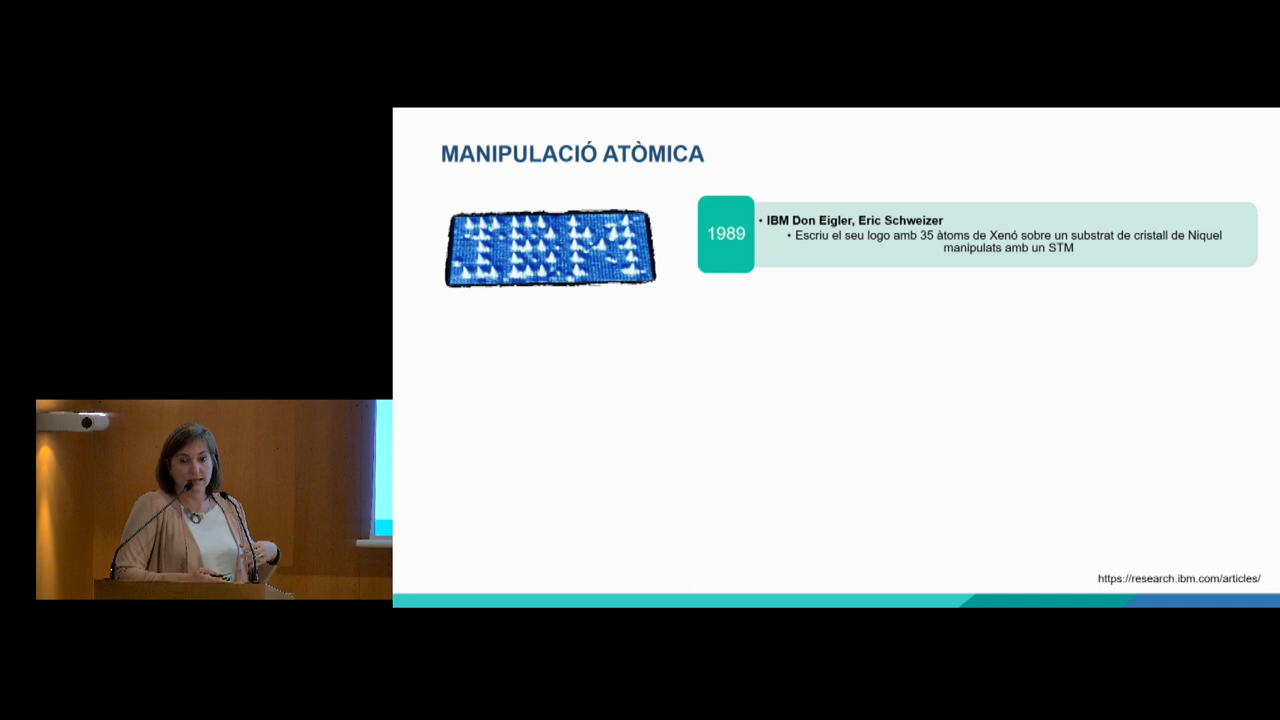 MANIPULACIÓ ATÒMICA
IBM
1989
• IBM Don Eigler, Eric Schweizer
• Escriu el seu logo amb 35 àtoms de Xenó sobre un substrat de cristall de Niquel
manipulats amb un STM
https://research.ibm.com/articles/